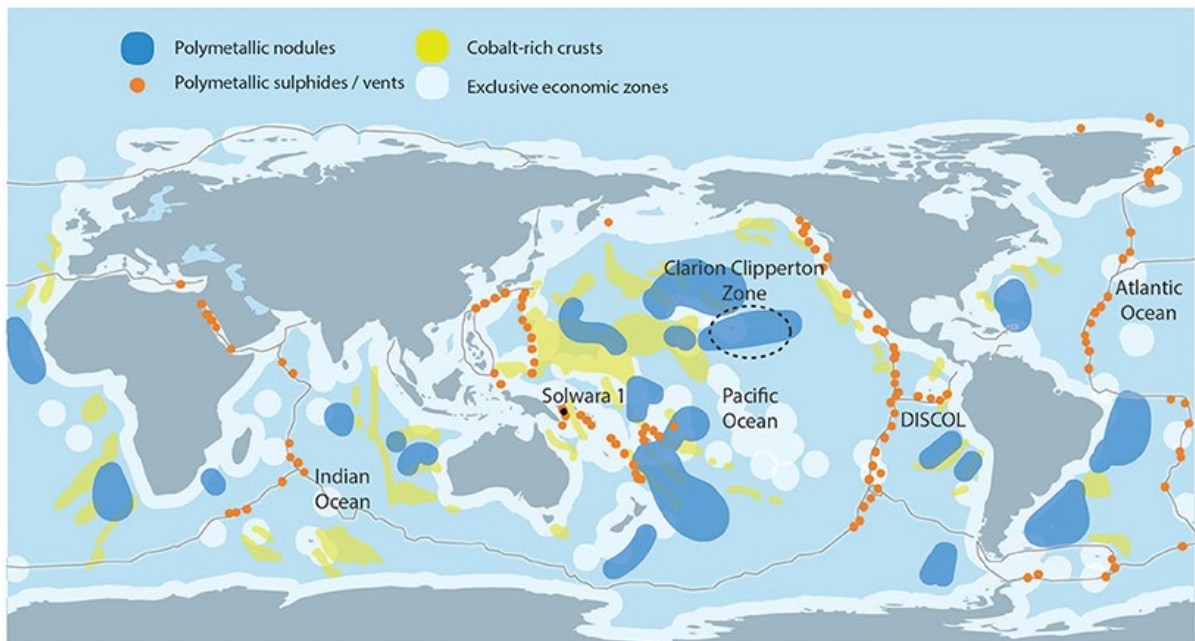 Polymetallic nodules
Cobalt-rich crusts
Polymetallic sulphides / vents
Exclusive economic zones
Clarion Clipperton
Zone
Atlantic
Ocean
Solwara 1
Pacific
Ocean
DISCOL
Indian
Ocean